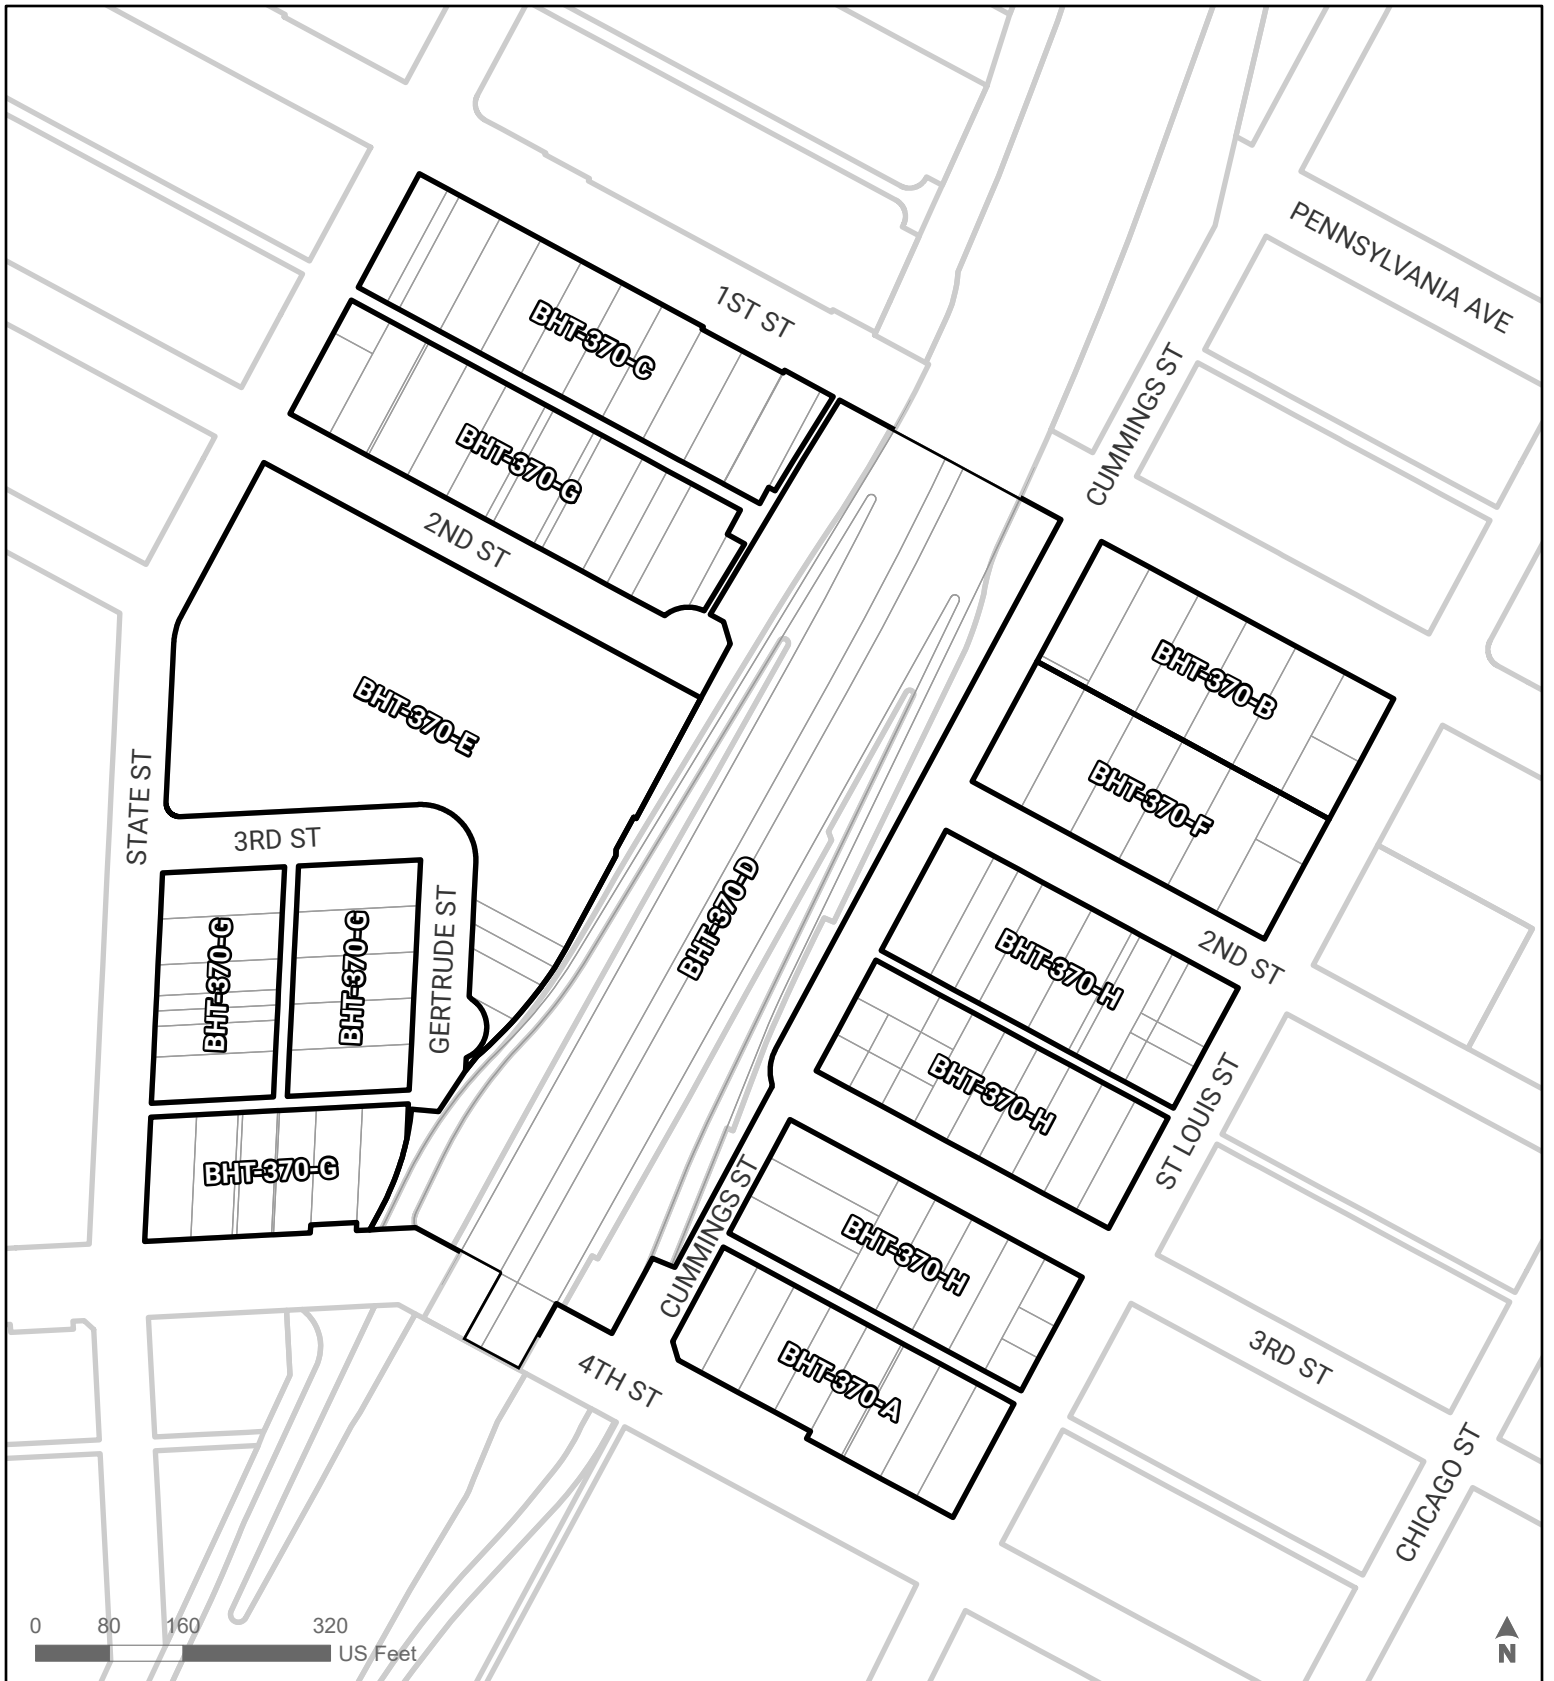 PENNSYLVANIA AVE
1ST ST
BHT-370-C
CUMMINGS ST
BHT-370-G
2ND ST
BHT-370-B
BHT-370-E
BHT-370-F
STATE ST
3RD ST
BHT-370-D
BHT-370-G
BHT-370-G
GERTRUDE ST
2ND ST
BHT-370-H
BHT-370-H
ST LOUIS ST
BHT-370-G
CUMMINGS ST
BHT-370-H
3RD ST
4TH ST
BHT-370-A
CHICAGO ST
0 80 160 320
US Feet
N